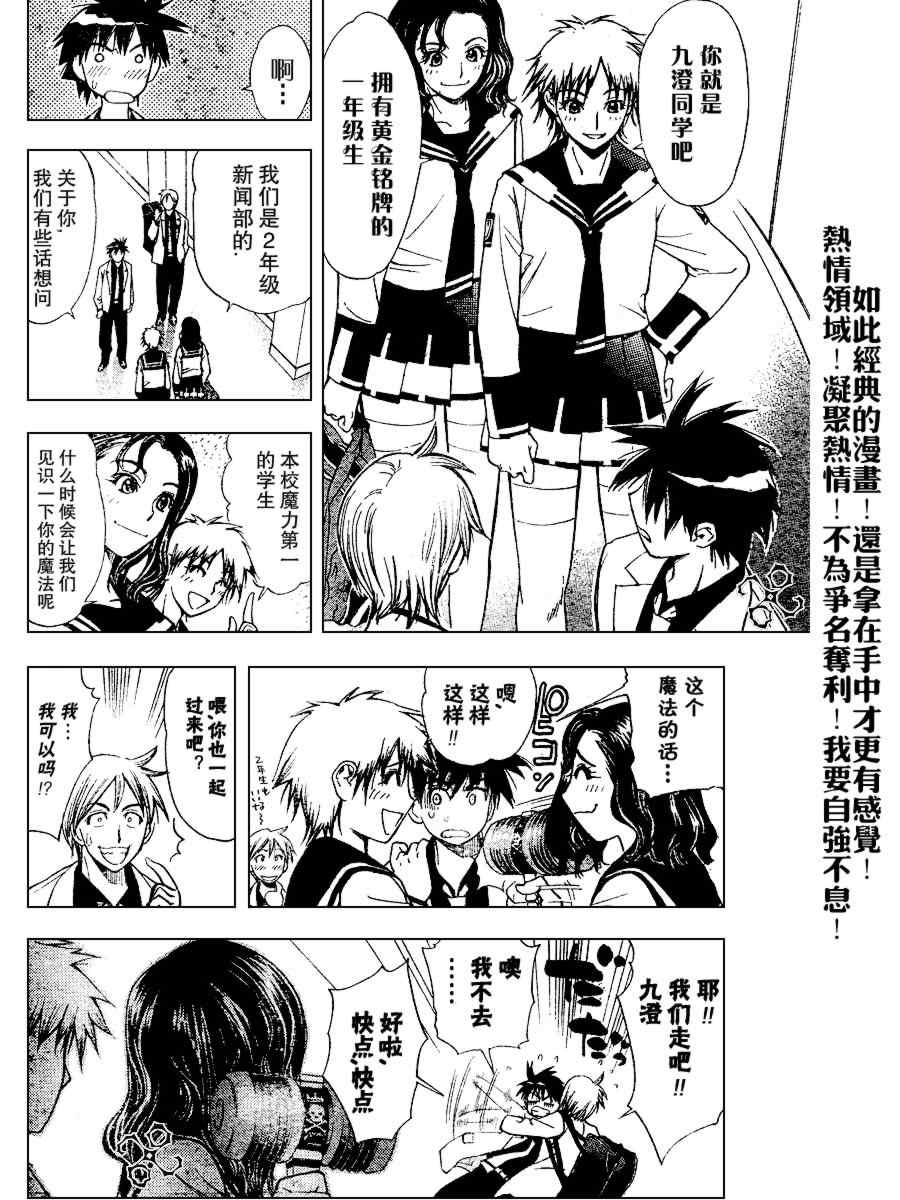 如此經典的漫畫！還是拿在手中才更有感覺！
熱情領域！凝聚熱情！不為爭名奪利！我要自強不息！
你就是
九澄同学吧
拥有黄金铭牌的
一年级生
啊…
我们是2年级
新闻部的.
关于你,
我们有些话想问
本校魔力第一
的学生
什么时候会让我们
见识一下你的魔法呢
这个
魔法的话…
嗯,
这样
这样!!
ピコン
喂,你也一起
过来吧？
我…
我可以吗!?
耶!!
我们走吧!!
九澄
噢
我不去
……
好啦,
快点,快点